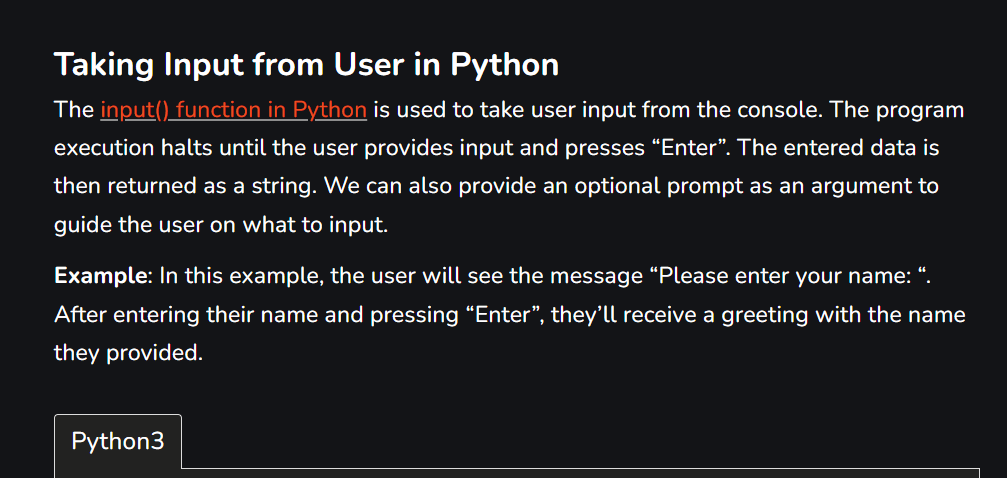 Taking Input from User in Python
The input() function in Python is used to take user input from the console. The program
execution halts until the user provides input and presses “Enter”. The entered data is
then returned as a string. We can also provide an optional prompt as an argument to
guide the user on what to input.
Example: In this example, the user will see the message “Please enter your name: “.
After entering their name and pressing “Enter”, they’ll receive a greeting with the name
they provided.
Python3